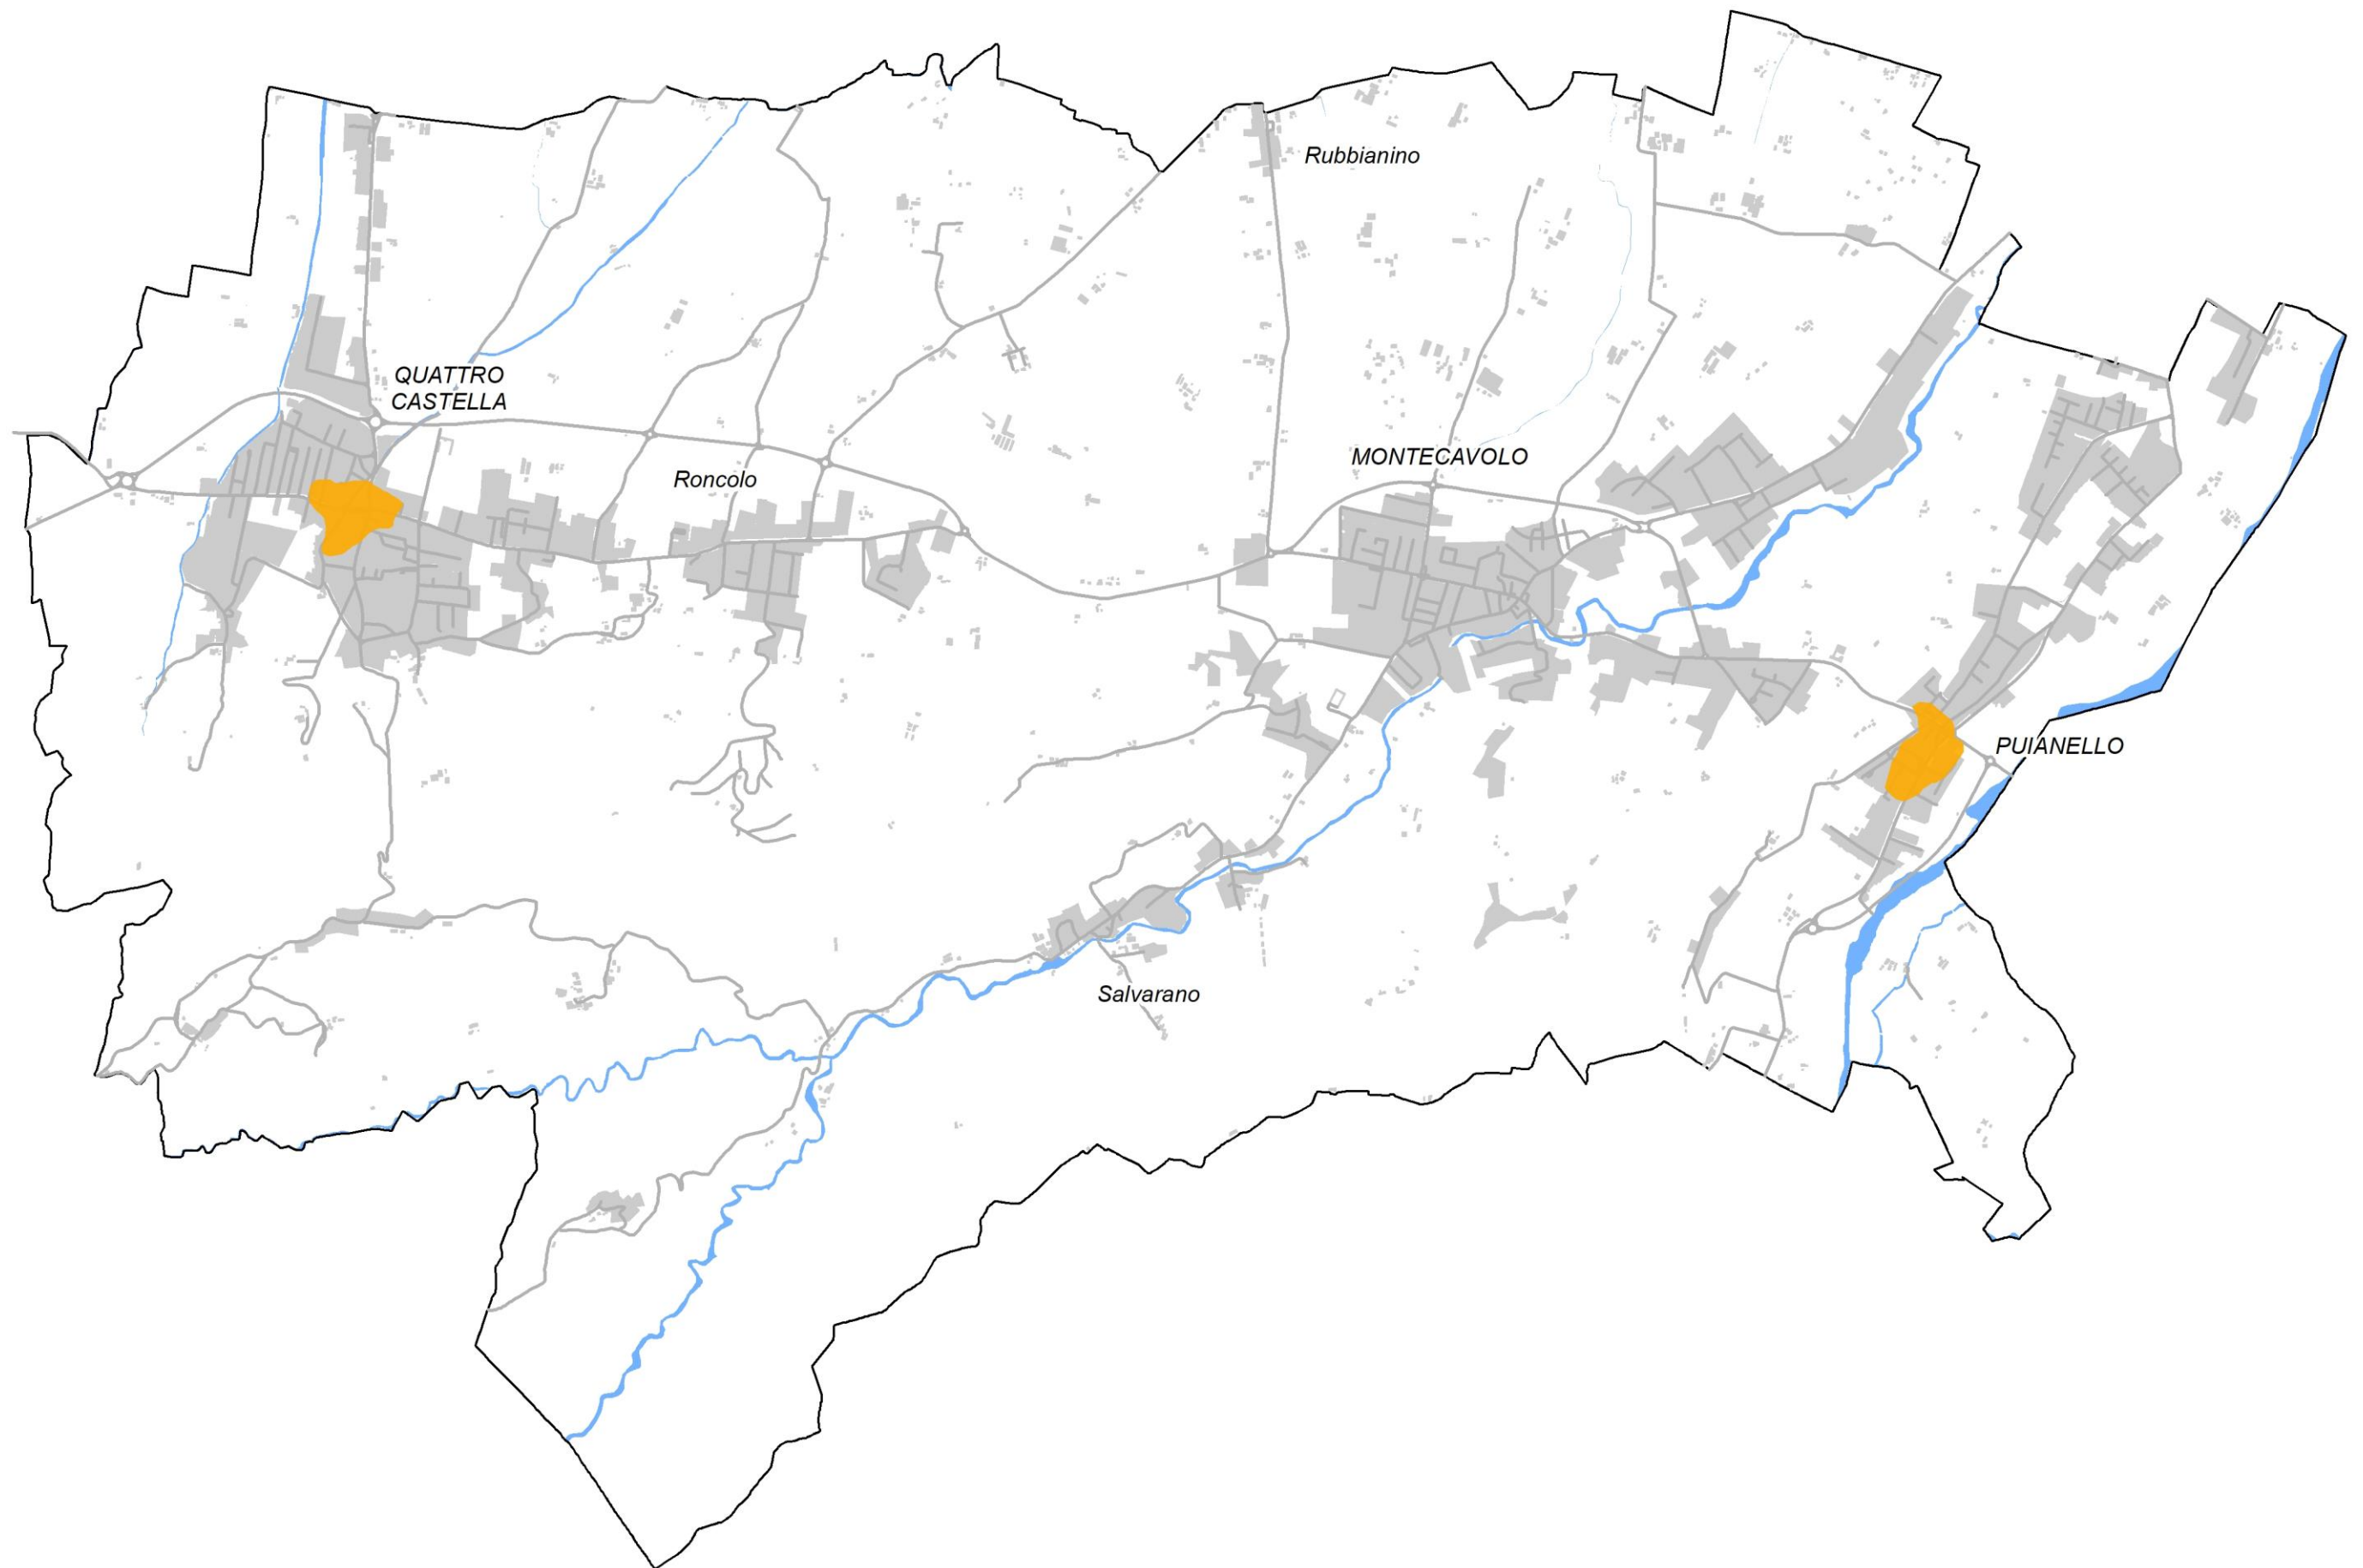 Rubbianino
QUATTRO
CASTELLA
MONTECAVOLO
Roncolo
PUIANELLO
Salvarano